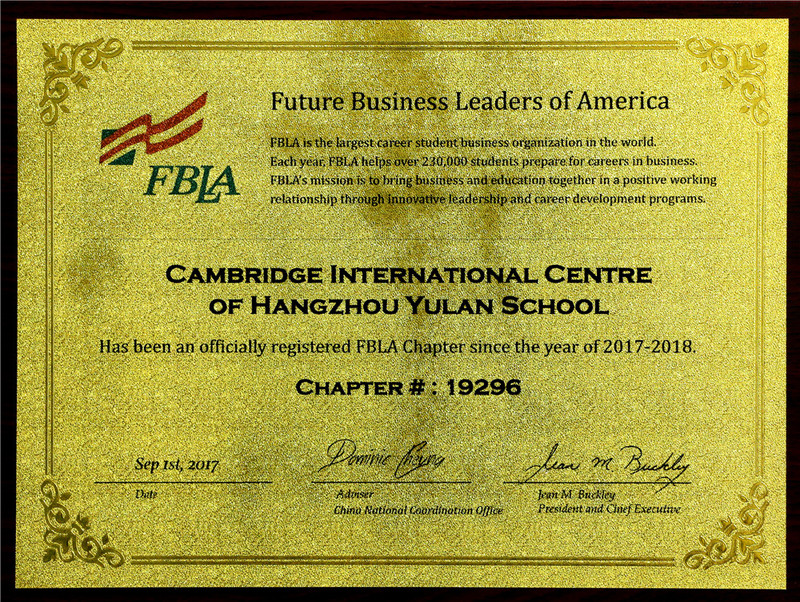 FBLA
Future Business Leaders of America
FBLA is the largest career student business organization in the world.
Each year, FBLA helps over 230,000 students prepare for careers in business.
FBLA's mission is to bring business and education together in a positive working
relationship through innovative leadership and career development programs.
CAMBRIDGE INTERNATIONAL CENTRE
OF HANGZHOU YULAN SCHOOL
Has been an officially registered FBLA Chapter since the year of 2017-2018.
CHAPTER # : 19296
Sep 1st, 2017
Dominic Cheung
Jean M Buckley
Date
Adviser
China National Coordination Office
Jean M. Buckley
President and Chief Executive